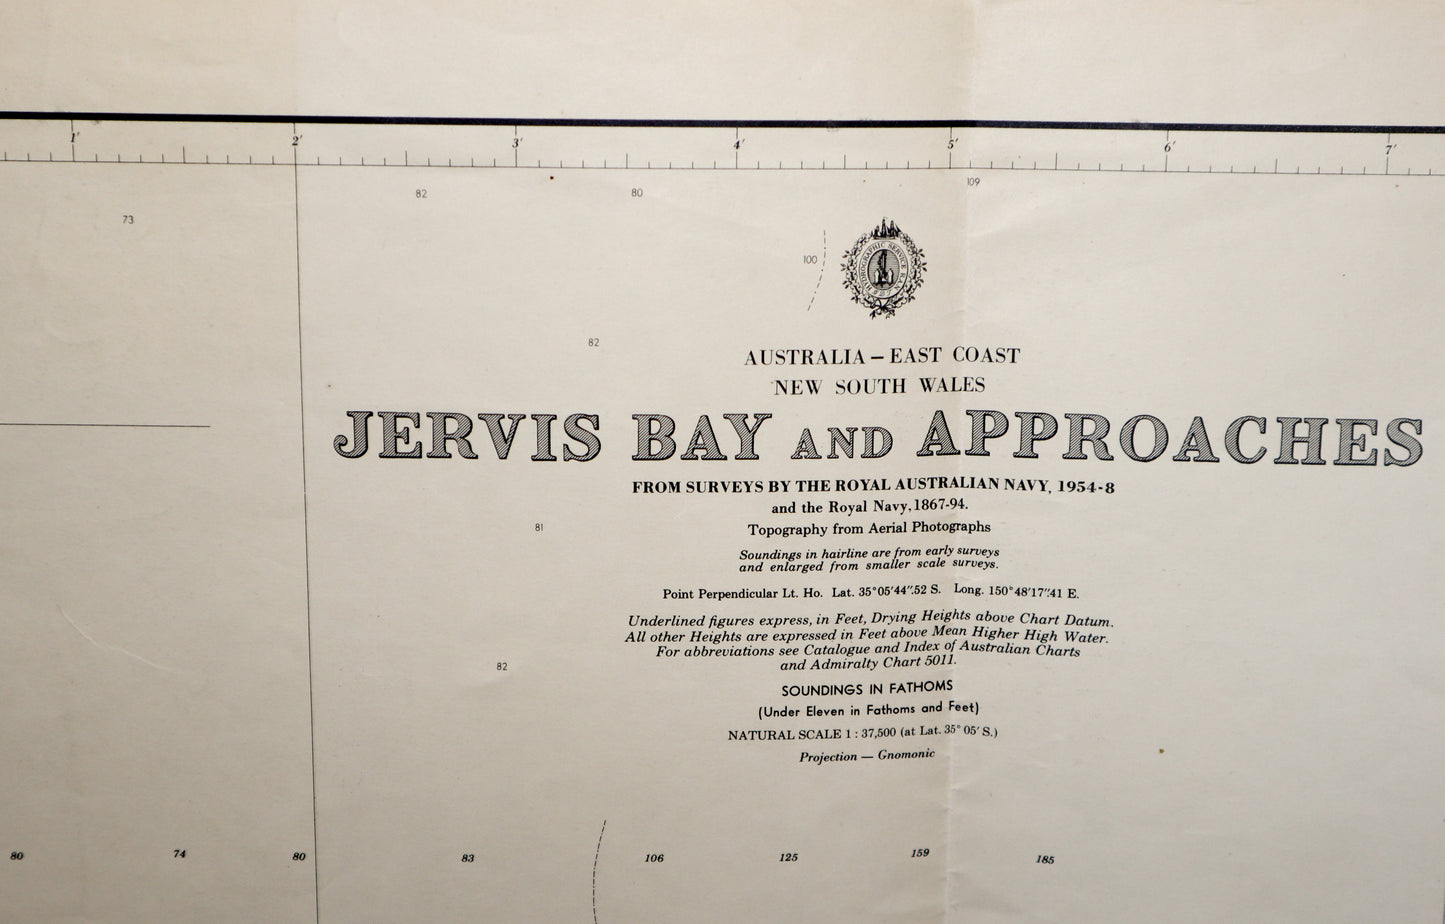 1′ 2′ 3′ 4′ 5′ 6′ 7′
82 80 109
73
100
HYDROGRAPHIC SERVICE R.A.N.
82
AUSTRALIA – EAST COAST
NEW SOUTH WALES
JERVIS BAY AND APPROACHES
FROM SURVEYS BY THE ROYAL AUSTRALIAN NAVY, 1954-8
and the Royal Navy, 1867-94.
Topography from Aerial Photographs
81
Soundings in hairline are from early surveys
and enlarged from smaller scale surveys.
Point Perpendicular Lt. Ho. Lat. 35°05′44″.52 S. Long. 150°48′17″.41 E.
Underlined figures express, in Feet, Drying Heights above Chart Datum.
All other Heights are expressed in Feet above Mean Higher High Water.
For abbreviations see Catalogue and Index of Australian Charts
and Admiralty Chart 5011.
82
SOUNDINGS IN FATHOMS
(Under Eleven in Fathoms and Feet)
NATURAL SCALE 1 : 37,500 (at Lat. 35° 05′ S.)
Projection — Gnomonic
80 74 80 83 106 125 159 185